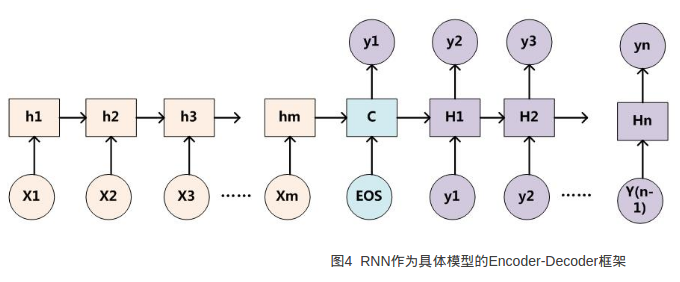 y1 y2 y3 yn
h1 h2 h3 hm C H1 H2 Hn
X1 X2 X3 …… Xm EOS y1 y2 …… Y(n-1)
图4 RNN作为具体模型的Encoder-Decoder框架